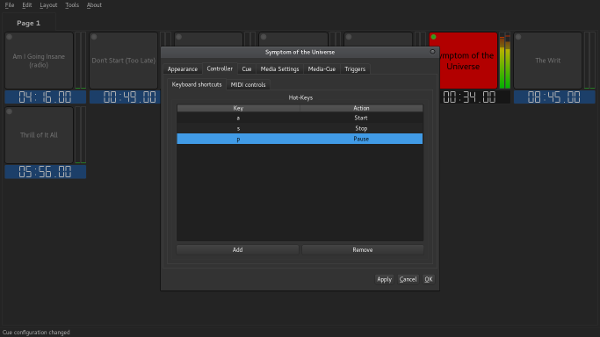 File Edit Layout Tools About
Page 1
Am I Going Insane
(radio)
Don't Start (Too Late)
Symptom of the
Universe
The Writ
04:16.00
00:49.00
00:34.00
08:45.00
Thrill of It All
05:56.00
Symptom of the Universe
Appearance Controller Cue Media Settings Media-Cue Triggers
Keyboard shortcuts MIDI controls
Hot-Keys
Key Action
a Start
s Stop
p Pause
Add Remove
Apply Cancel OK
Cue configuration changed